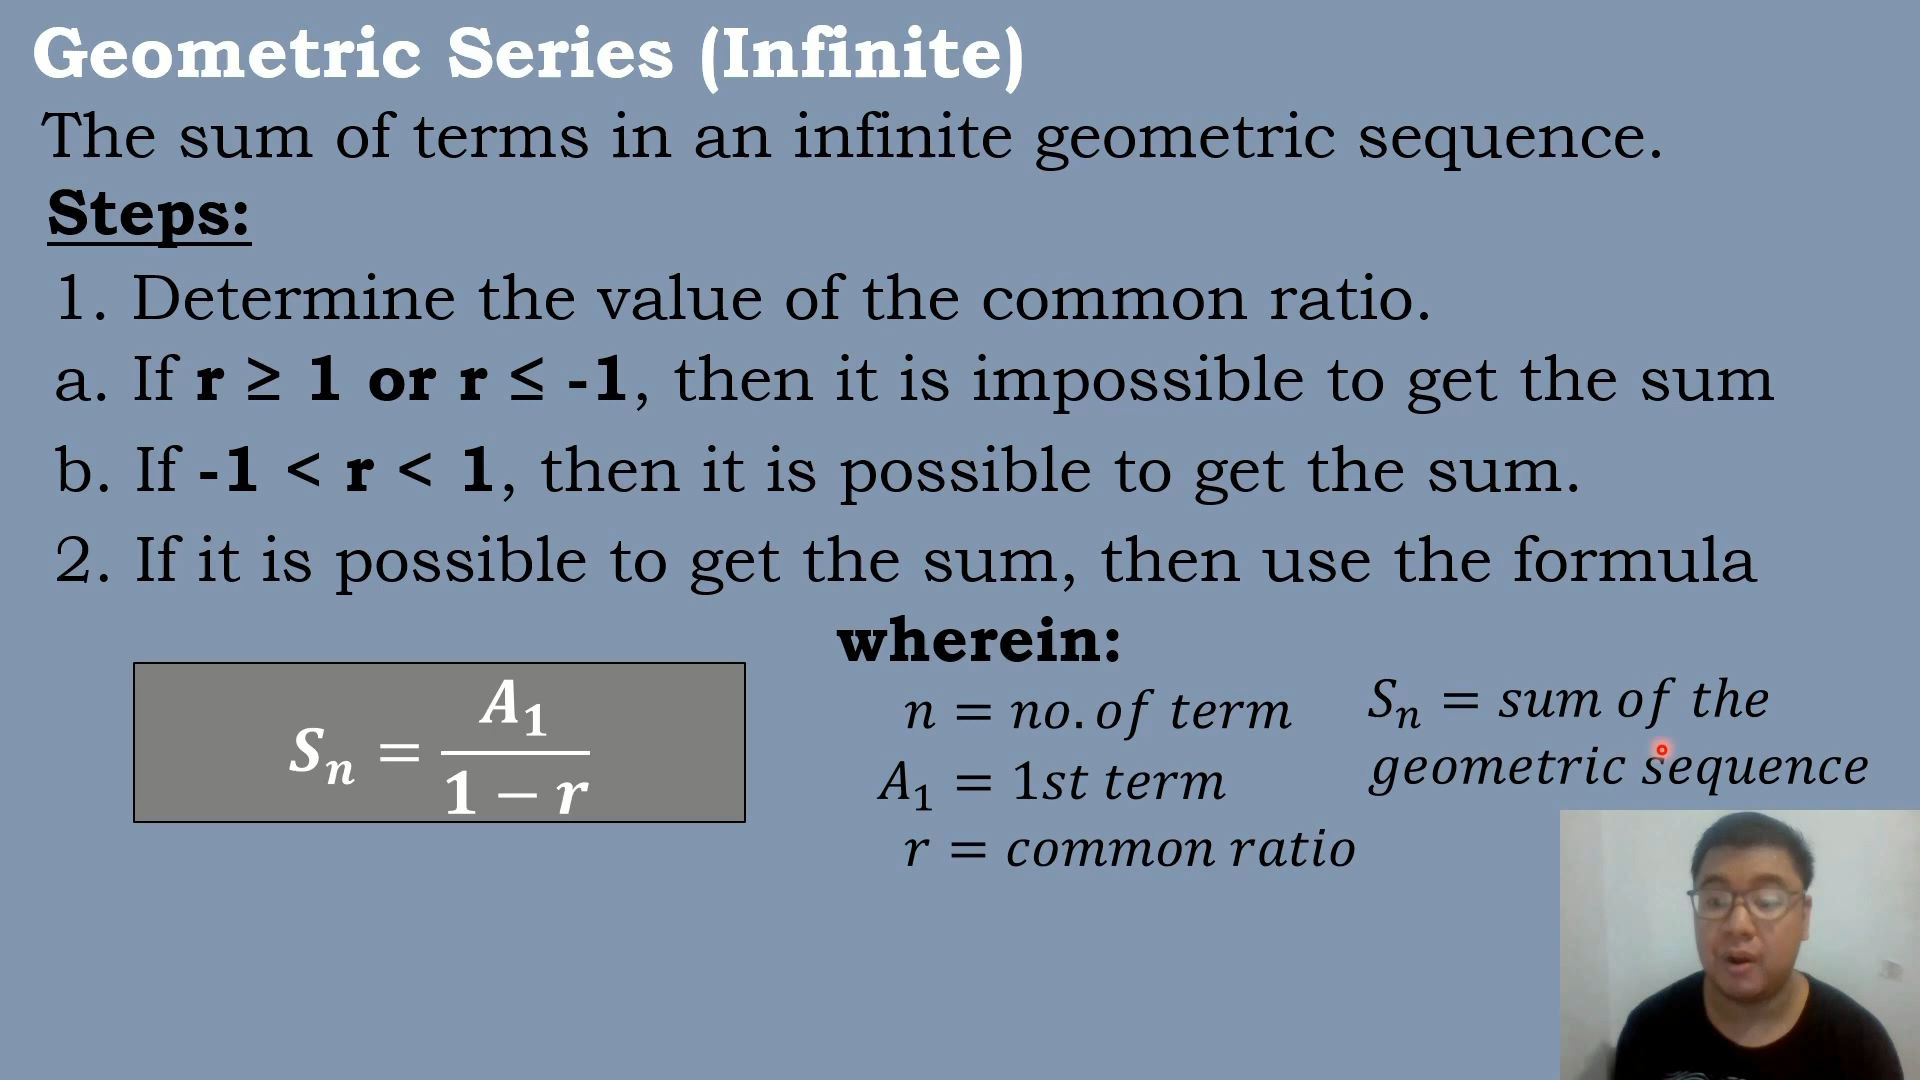 Geometric Series (Infinite)
The sum of terms in an infinite geometric sequence.
Steps:
1. Determine the value of the common ratio.
a. If r ≥ 1 or r ≤ -1, then it is impossible to get the sum
b. If -1 < r < 1, then it is possible to get the sum.
2. If it is possible to get the sum, then use the formula
wherein:
Sₙ = A₁ / (1 − r)
n = no. of term
A₁ = 1st term
r = common ratio
Sₙ = sum of the
geometric sequence